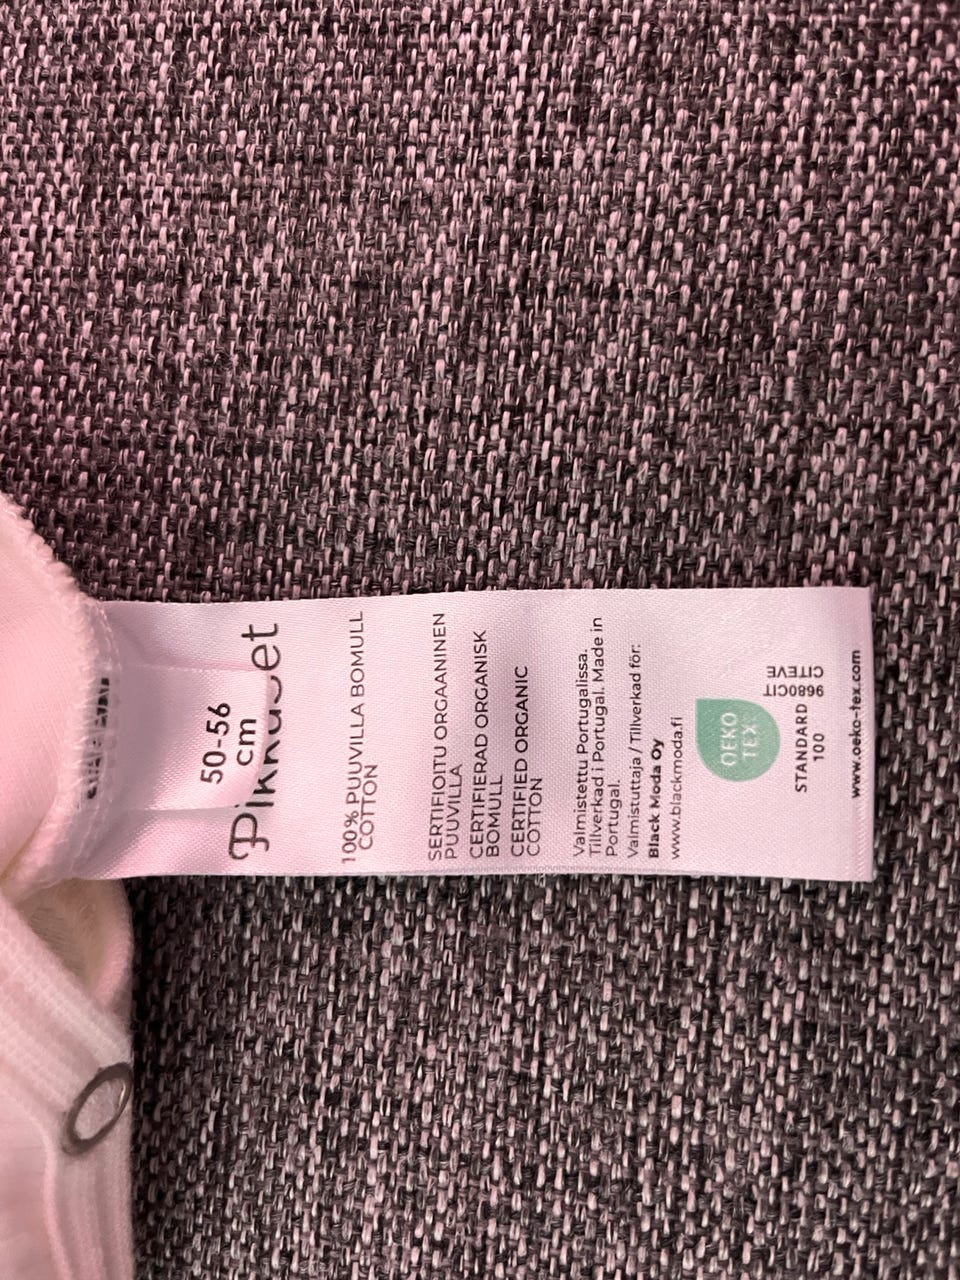 50-56
cm
Pikkuset
100% PUUVILLA BOMULL
COTTON
SERTIFIOITU ORGAANINEN
PUUVILLA
CERTIFIERAD ORGANISK
BOMULL
CERTIFIED ORGANIC
COTTON
Valmistettu Portugalissa.
Tillverkad i Portugal. Made in
Portugal.
Valmistuttaja / Tillverkad för:
Black Moda Oy
www.blackmoda.fi
OEKO
TEX
STANDARD
100
9680CIT
CITEVE
www.oeko-tex.com